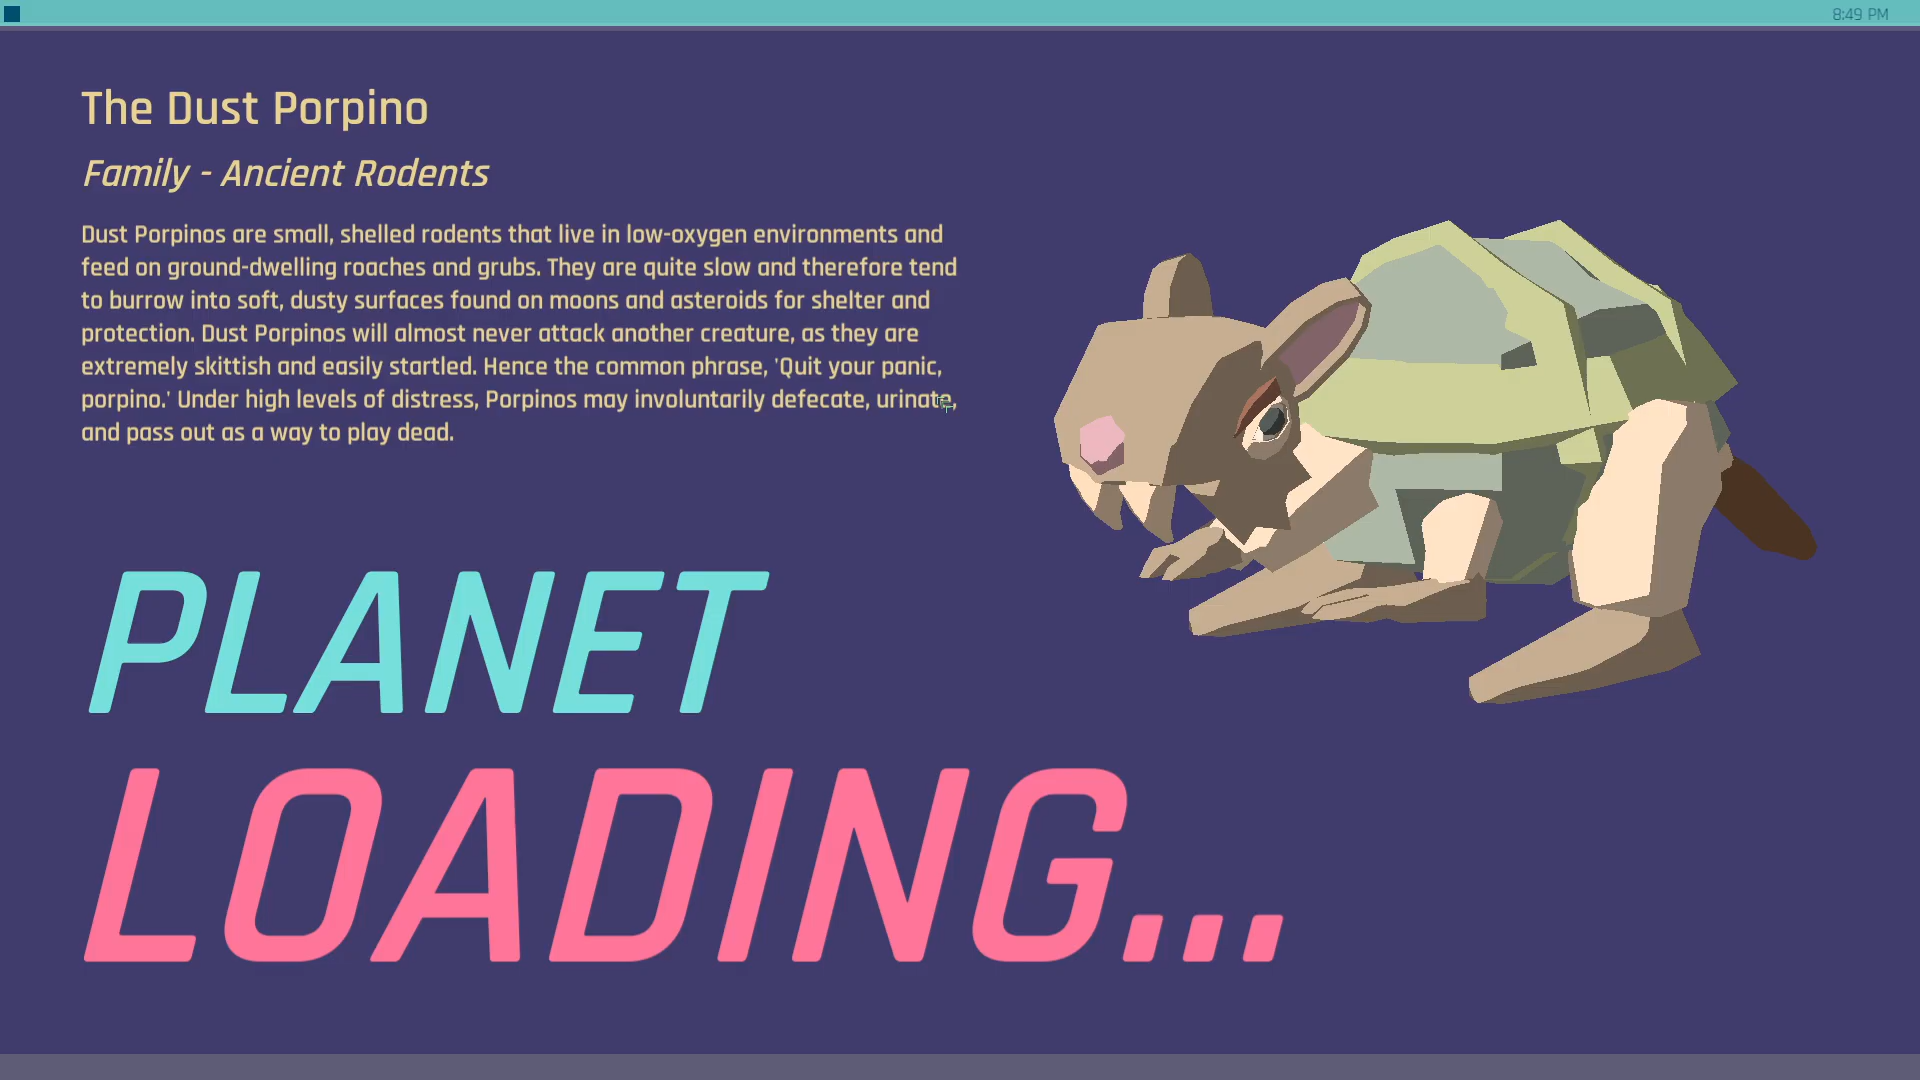 8:49 PM
The Dust Porpino
Family - Ancient Rodents
Dust Porpinos are small, shelled rodents that live in low-oxygen environments and
feed on ground-dwelling roaches and grubs. They are quite slow and therefore tend
to burrow into soft, dusty surfaces found on moons and asteroids for shelter and
protection. Dust Porpinos will almost never attack another creature, as they are
extremely skittish and easily startled. Hence the common phrase, 'Quit your panic,
porpino.' Under high levels of distress, Porpinos may involuntarily defecate, urinate,
and pass out as a way to play dead.
PLANET
LOADING...